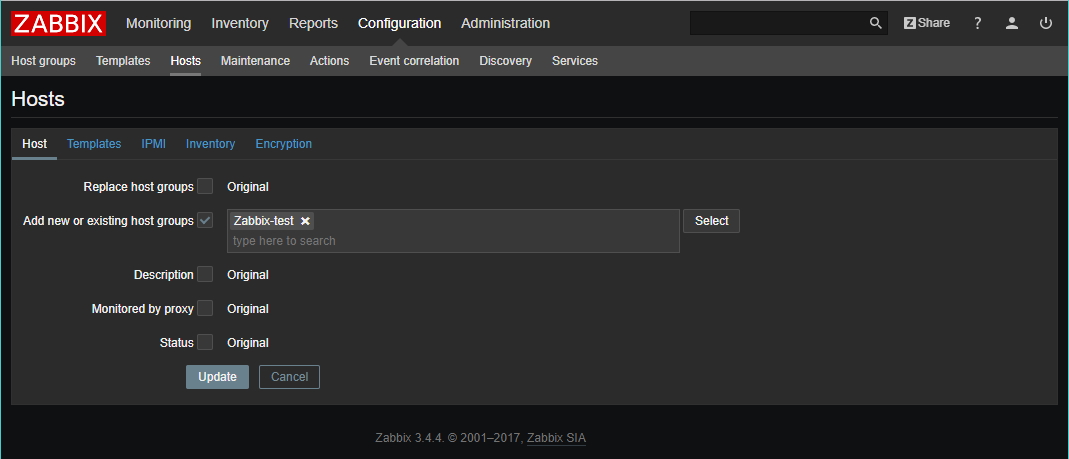 ZABBIX Monitoring Inventory Reports Configuration Administration Z Share ?
Host groups Templates Hosts Maintenance Actions Event correlation Discovery Services
Hosts
Host Templates IPMI Inventory Encryption
Replace host groups Original
Add new or existing host groups Zabbix-test Select
type here to search
Description Original
Monitored by proxy Original
Status Original
Update Cancel
Zabbix 3.4.4. © 2001–2017, Zabbix SIA